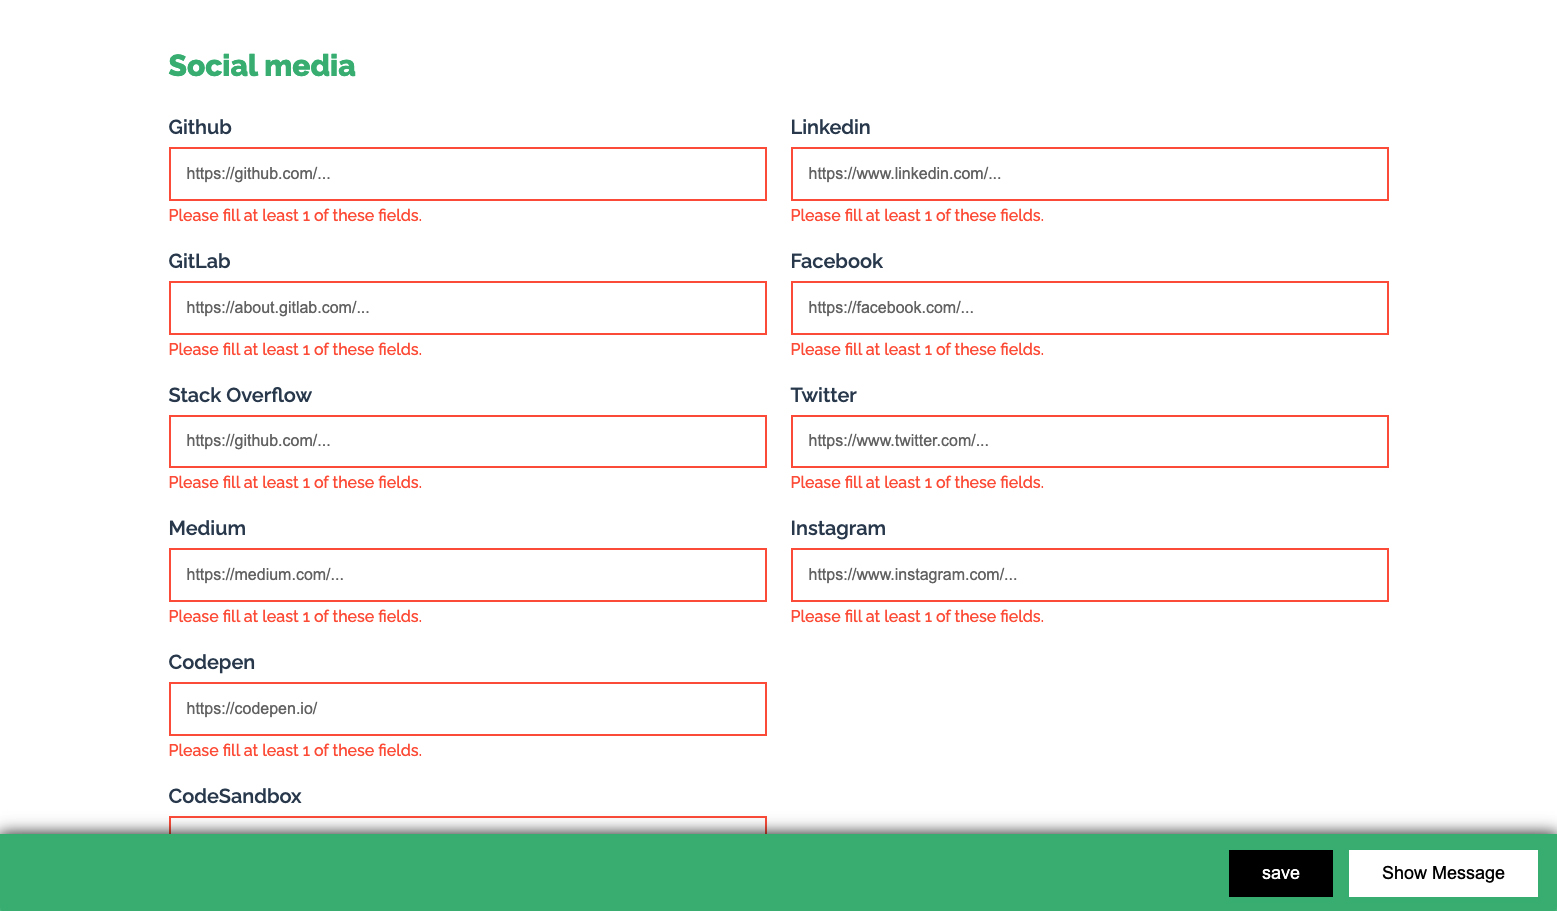 Social media
Github
https://github.com/...
Please fill at least 1 of these fields.
Linkedin
https://www.linkedin.com/...
Please fill at least 1 of these fields.
GitLab
https://about.gitlab.com/...
Please fill at least 1 of these fields.
Facebook
https://facebook.com/...
Please fill at least 1 of these fields.
Stack Overflow
https://github.com/...
Please fill at least 1 of these fields.
Twitter
https://www.twitter.com/...
Please fill at least 1 of these fields.
Medium
https://medium.com/...
Please fill at least 1 of these fields.
Instagram
https://www.instagram.com/...
Please fill at least 1 of these fields.
Codepen
https://codepen.io/
Please fill at least 1 of these fields.
CodeSandbox
save
Show Message